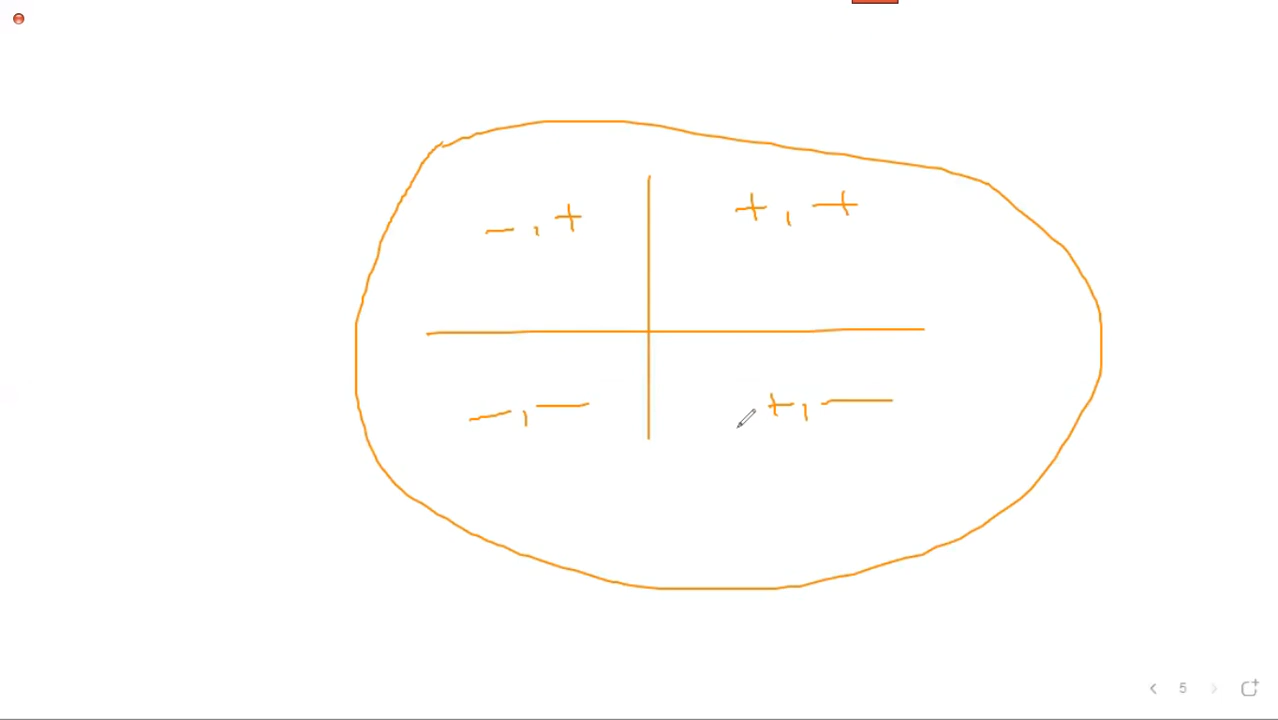 -,+ +,+
-,- +,-
5